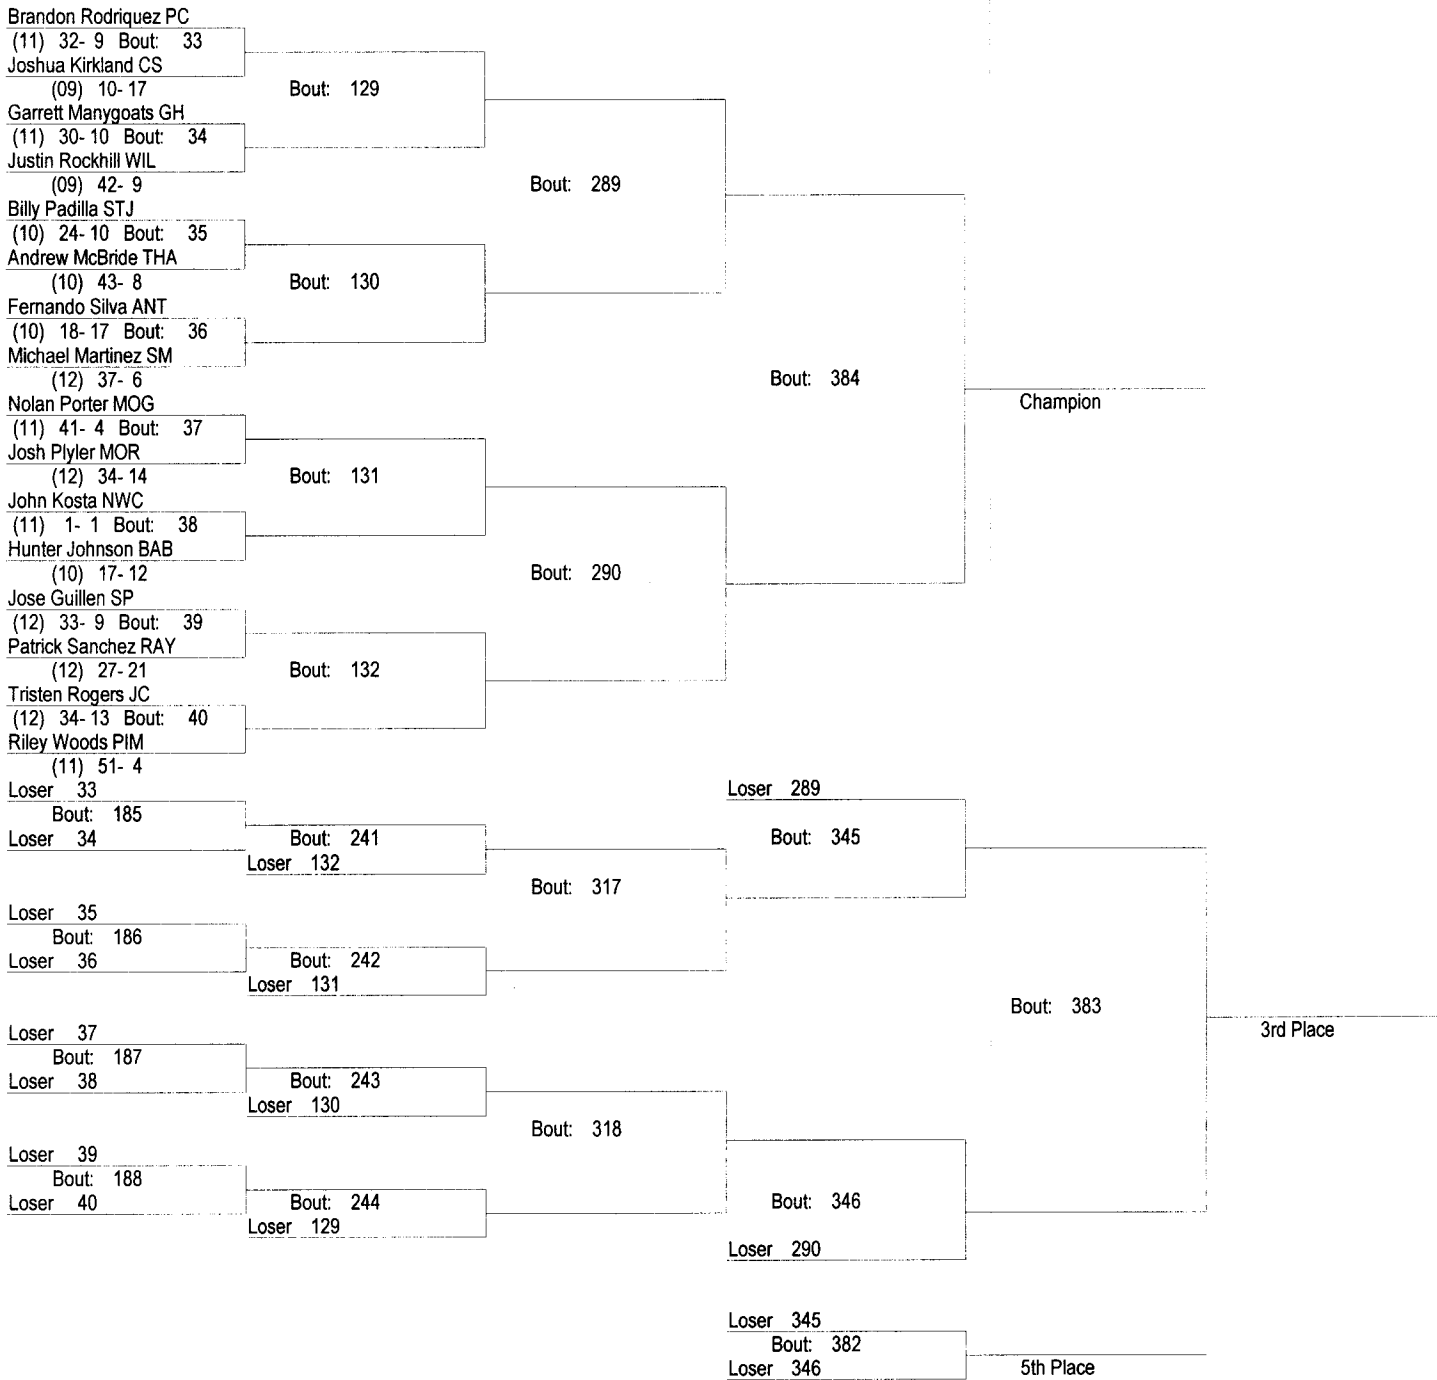 Brandon Rodriquez PC
(11) 32- 9 Bout: 33
Joshua Kirkland CS
(09) 10- 17
Bout: 129
Garrett Manygoats GH
(11) 30- 10 Bout: 34
Justin Rockhill WIL
(09) 42- 9
Bout: 289
Billy Padilla STJ
(10) 24- 10 Bout: 35
Andrew McBride THA
(10) 43- 8
Bout: 130
Fernando Silva ANT
(10) 18- 17 Bout: 36
Michael Martinez SM
(12) 37- 6
Bout: 384
Champion
Nolan Porter MOG
(11) 41- 4 Bout: 37
Josh Plyler MOR
(12) 34- 14
Bout: 131
John Kosta NWC
(11) 1- 1 Bout: 38
Hunter Johnson BAB
(10) 17- 12
Bout: 290
Jose Guillen SP
(12) 33- 9 Bout: 39
Patrick Sanchez RAY
(12) 27- 21
Bout: 132
Tristen Rogers JC
(12) 34- 13 Bout: 40
Riley Woods PIM
(11) 51- 4
Loser 33
Bout: 185
Loser 34
Bout: 241
Loser 132
Loser 289
Bout: 345
Bout: 317
Loser 35
Bout: 186
Loser 36
Bout: 242
Loser 131
Bout: 383
3rd Place
Loser 37
Bout: 187
Loser 38
Bout: 243
Loser 130
Bout: 318
Loser 39
Bout: 188
Loser 40
Bout: 244
Loser 129
Bout: 346
Loser 290
Loser 345
Bout: 382
Loser 346
5th Place